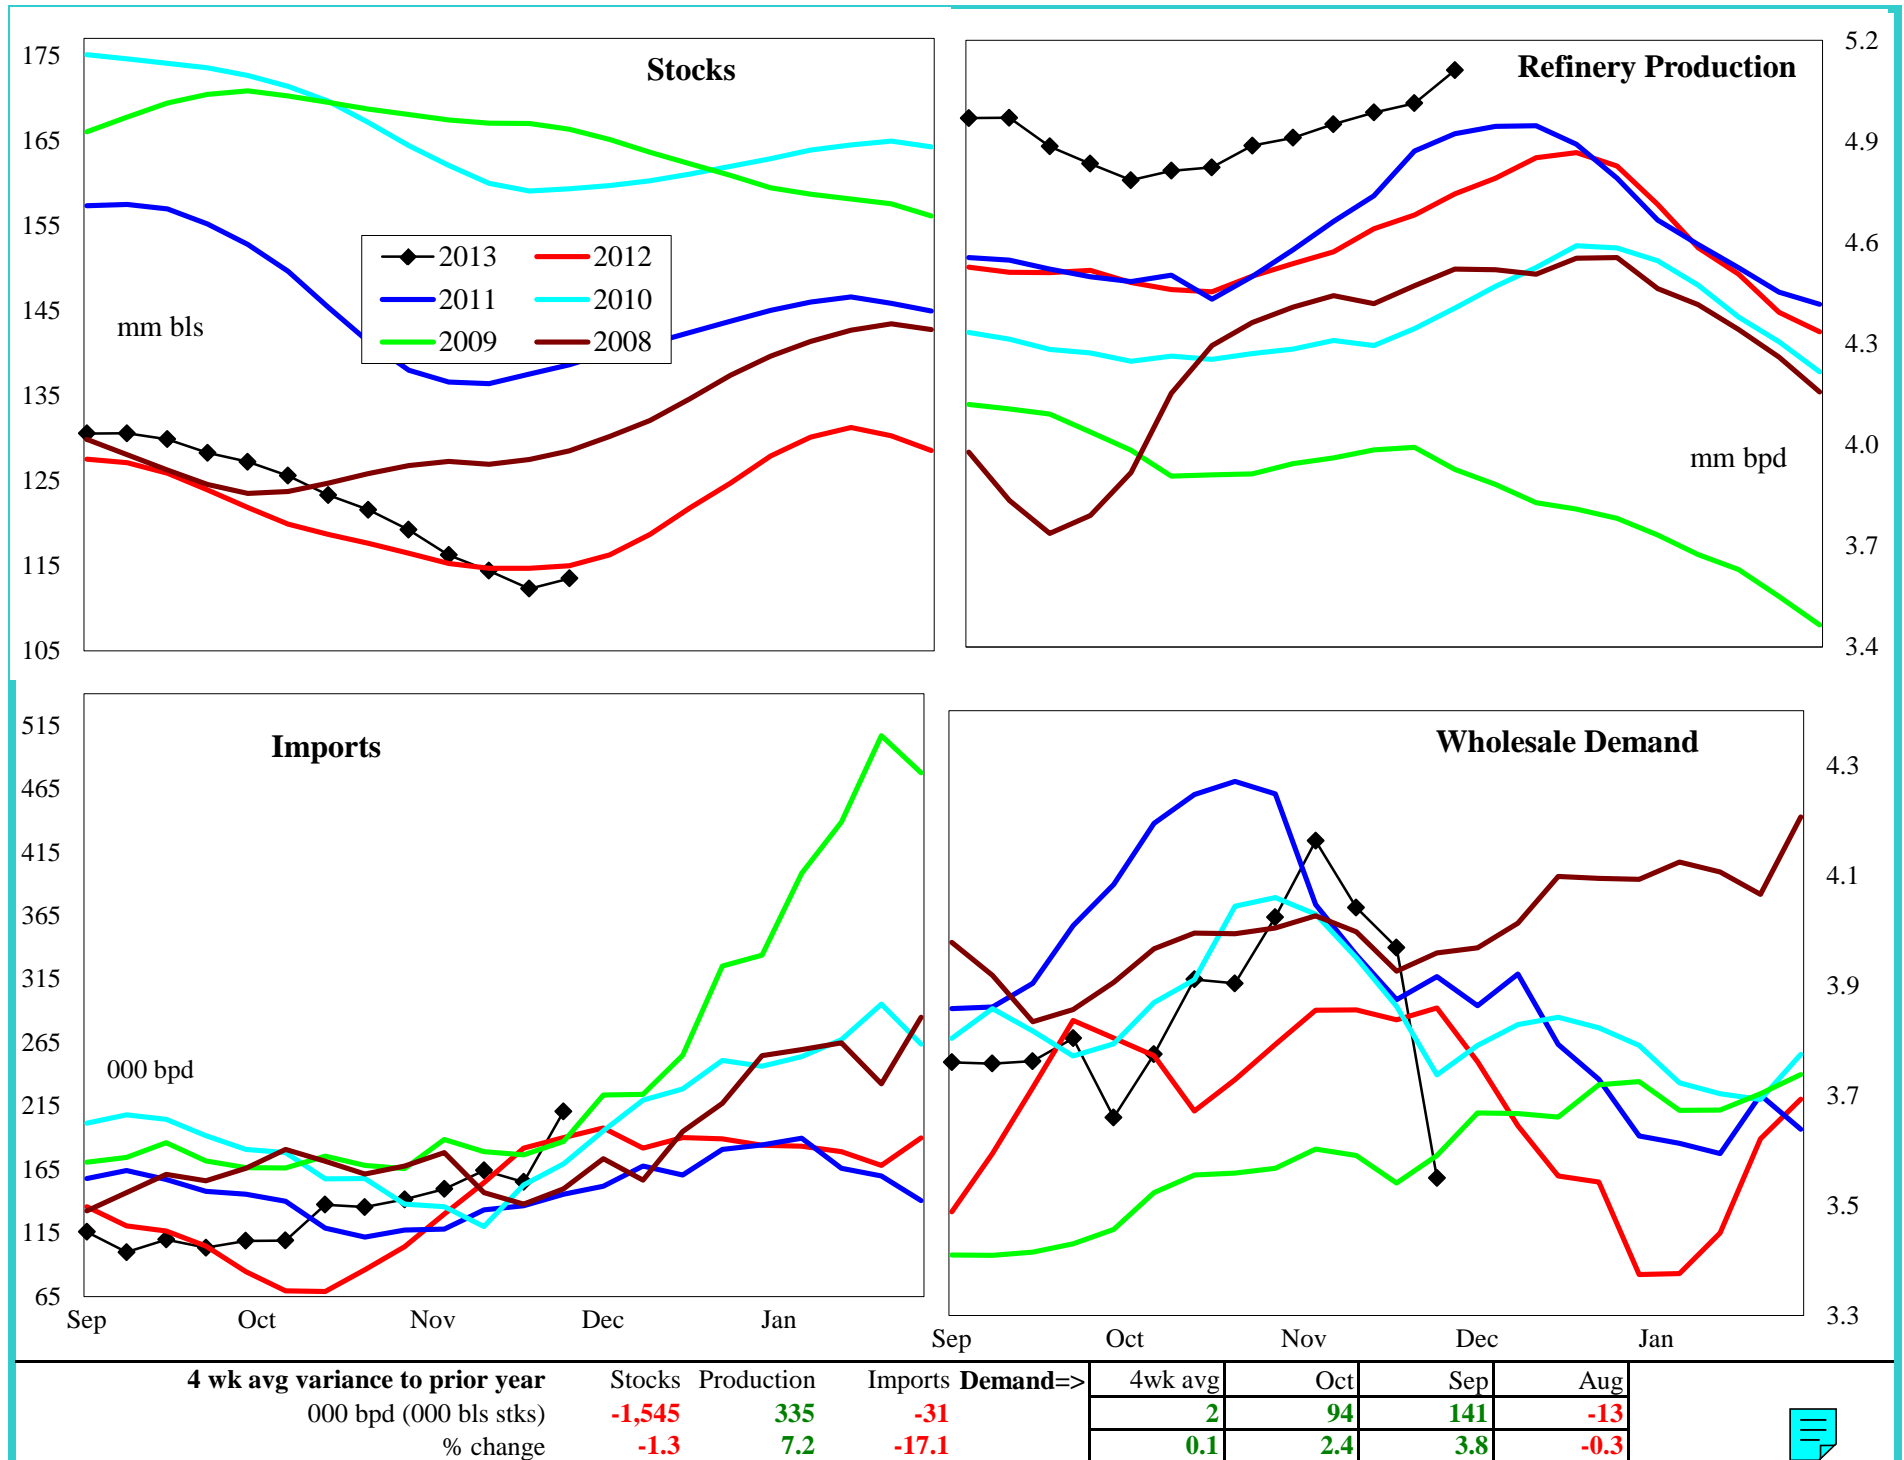 Stocks
175
165
155
145
135
125
115
105
mm bls
2013 2012
2011 2010
2009 2008
Refinery Production
5.2
4.9
4.6
4.3
4.0
3.7
3.4
mm bpd
Imports
515
465
415
365
315
265
215
165
115
65
000 bpd
Sep Oct Nov Dec Jan
Wholesale Demand
4.3
4.1
3.9
3.7
3.5
3.3
Sep Oct Nov Dec Jan
4 wk avg variance to prior year Stocks Production Imports Demand=> 4wk avg Oct Sep Aug
000 bpd (000 bls stks) -1,545 335 -31 2 94 141 -13
% change -1.3 7.2 -17.1 0.1 2.4 3.8 -0.3